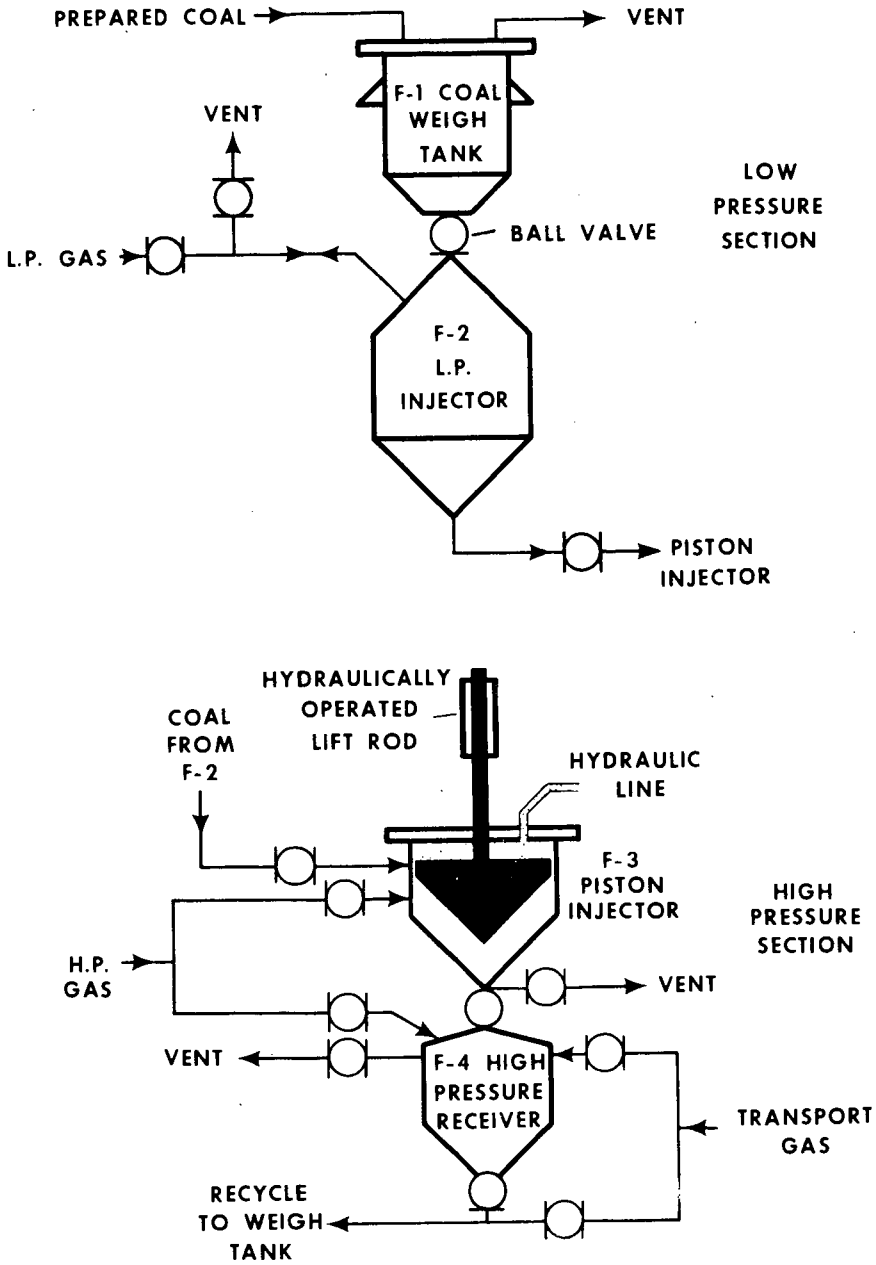 PREPARED COAL
VENT
F-1 COAL
WEIGH
TANK
VENT
LOW
PRESSURE
SECTION
BALL VALVE
L.P. GAS
F-2
L.P.
INJECTOR
PISTON
INJECTOR
HYDRAULICALLY
OPERATED
LIFT ROD
COAL
FROM
F-2
HYDRAULIC
LINE
F-3
PISTON
INJECTOR
HIGH
PRESSURE
SECTION
H.P.
GAS
VENT
VENT
F-4 HIGH
PRESSURE
RECEIVER
TRANSPORT
GAS
RECYCLE
TO WEIGH
TANK